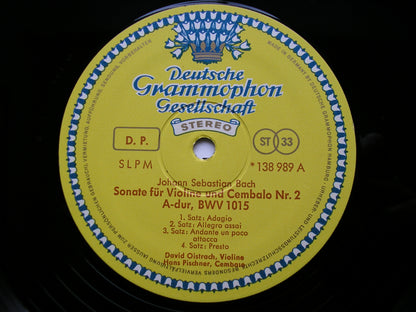 Deutsche
Grammophon
Gesellschaft
STEREO
D. P.
ST 33
SLPM
*138 989 A
Johann Sebastian Bach
Sonate für Violine und Cembalo Nr. 2
A-dur, BWV 1015
1. Satz: Adagio
2. Satz: Allegro assai
3. Satz: Andante un poco
attacca
4. Satz: Presto
David Oistrach, Violine
Hans Pischner, Cembalo